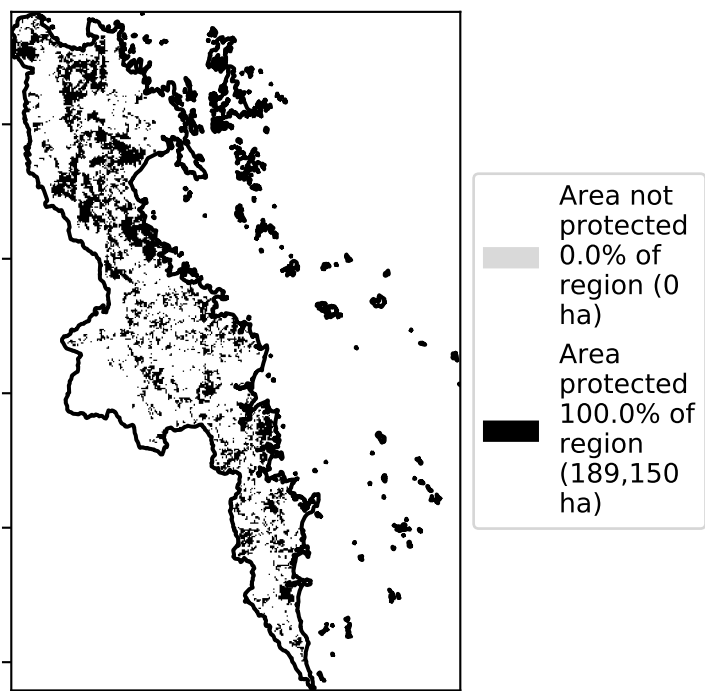 Area not
protected
0.0% of
region (0
ha)
Area
protected
100.0% of
region
(189,150
ha)